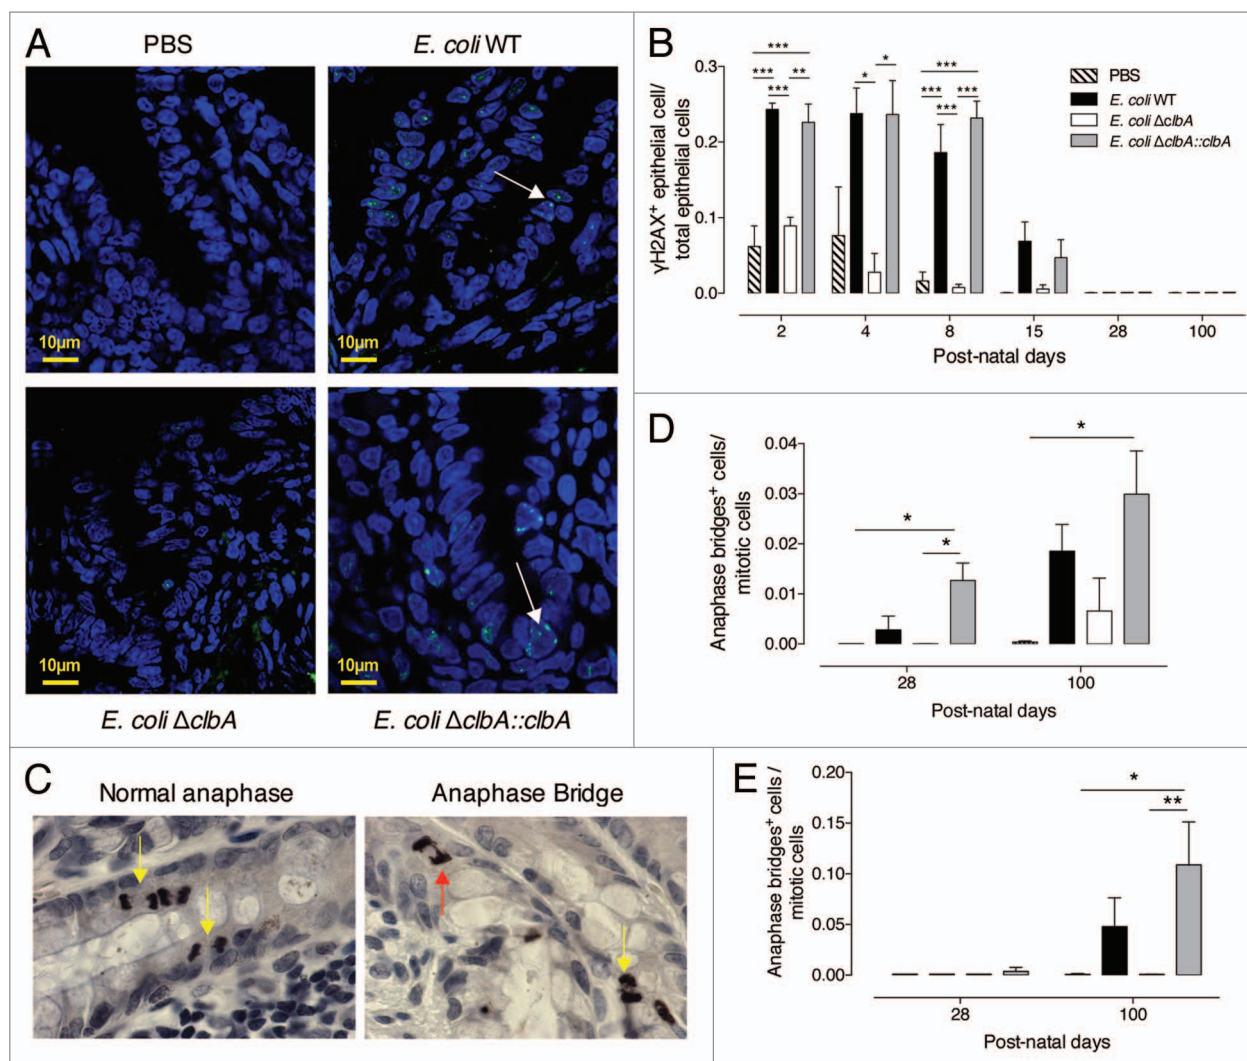 A
PBS
E. coli WT
10µm
10µm
10µm
10µm
E. coli ΔclbA
E. coli ΔclbA::clbA
B
γH2AX⁺ epithelial cell/
total epithelial cells
0.3
0.2
0.1
0.0
***
***
***
**
*
*
***
***
***
***
PBS
E. coli WT
E. coli ΔclbA
E. coli ΔclbA::clbA
2 4 8 15 28 100
Post-natal days
D
Anaphase bridges⁺ cells/
mitotic cells
0.04
0.03
0.02
0.01
0.00
*
*
*
28 100
Post-natal days
C
Normal anaphase
Anaphase Bridge
E
Anaphase bridges⁺ cells /
mitotic cells
0.20
0.15
0.10
0.05
0.00
*
**
28 100
Post-natal days